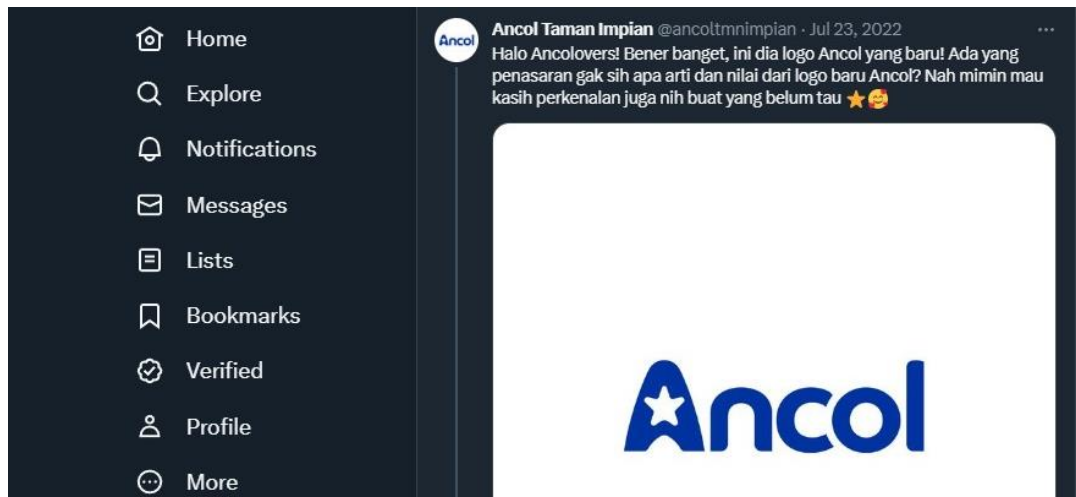 Home
Explore
Notifications
Messages
Lists
Bookmarks
Verified
Profile
More
Ancol
Ancol Taman Impian @ancoltmnimpian · Jul 23, 2022
Halo Ancolovers! Bener banget, ini dia logo Ancol yang baru! Ada yang
penasaran gak sih apa arti dan nilai dari logo baru Ancol? Nah mimin mau
kasih perkenalan juga nih buat yang belum tau ⭐🥰
Ancol